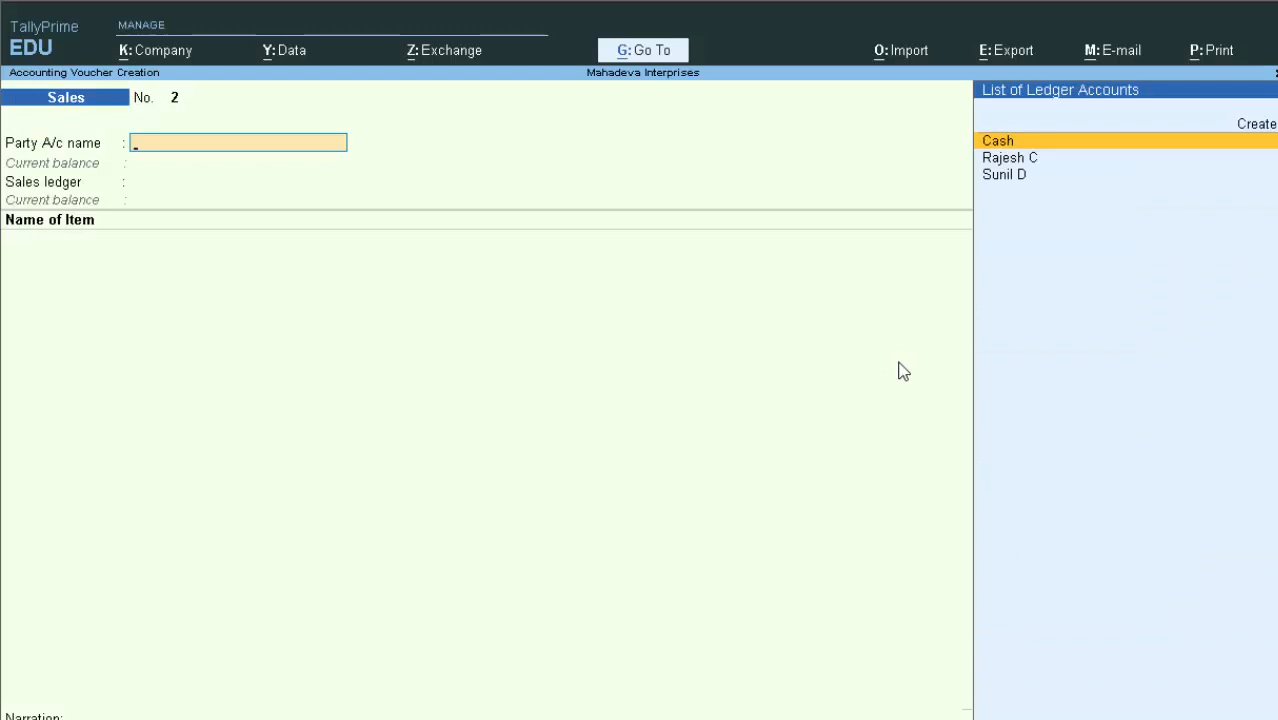 TallyPrime
MANAGE
EDU
K: Company
Y: Data
Z: Exchange
G: Go To
O: Import
E: Export
M: E-mail
P: Print
Accounting Voucher Creation
Mahadeva Interprises
Sales
No. 2
List of Ledger Accounts
Create
Party A/c name :
Cash
Current balance :
Rajesh C
Sales ledger :
Sunil D
Current balance :
Name of Item
Narration: